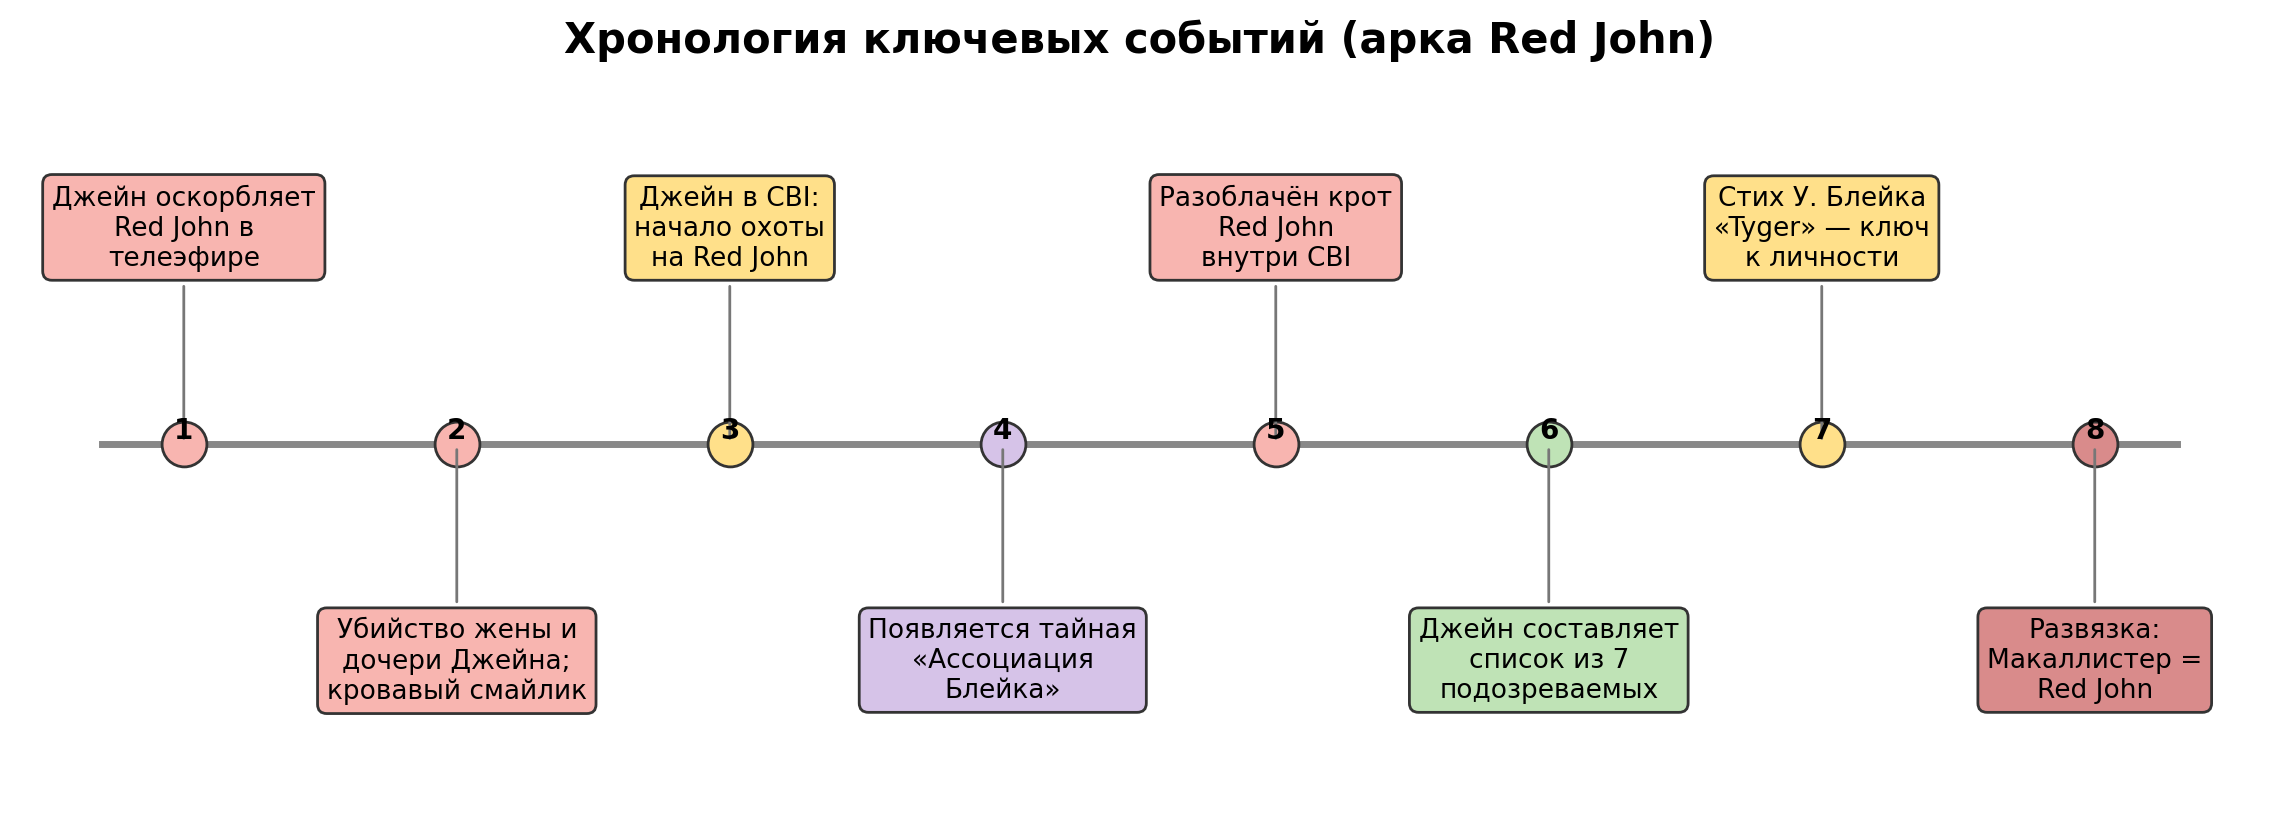 Хронология ключевых событий (арка Red John)
Джейн оскорбляет
Red John в
телеэфире
Джейн в CBI:
начало охоты
на Red John
Разоблачён крот
Red John
внутри CBI
Стих У. Блейка
«Tyger» — ключ
к личности
1
2
3
4
5
6
7
8
Убийство жены и
дочери Джейна;
кровавый смайлик
Появляется тайная
«Ассоциация
Блейка»
Джейн составляет
список из 7
подозреваемых
Развязка:
Макаллистер =
Red John